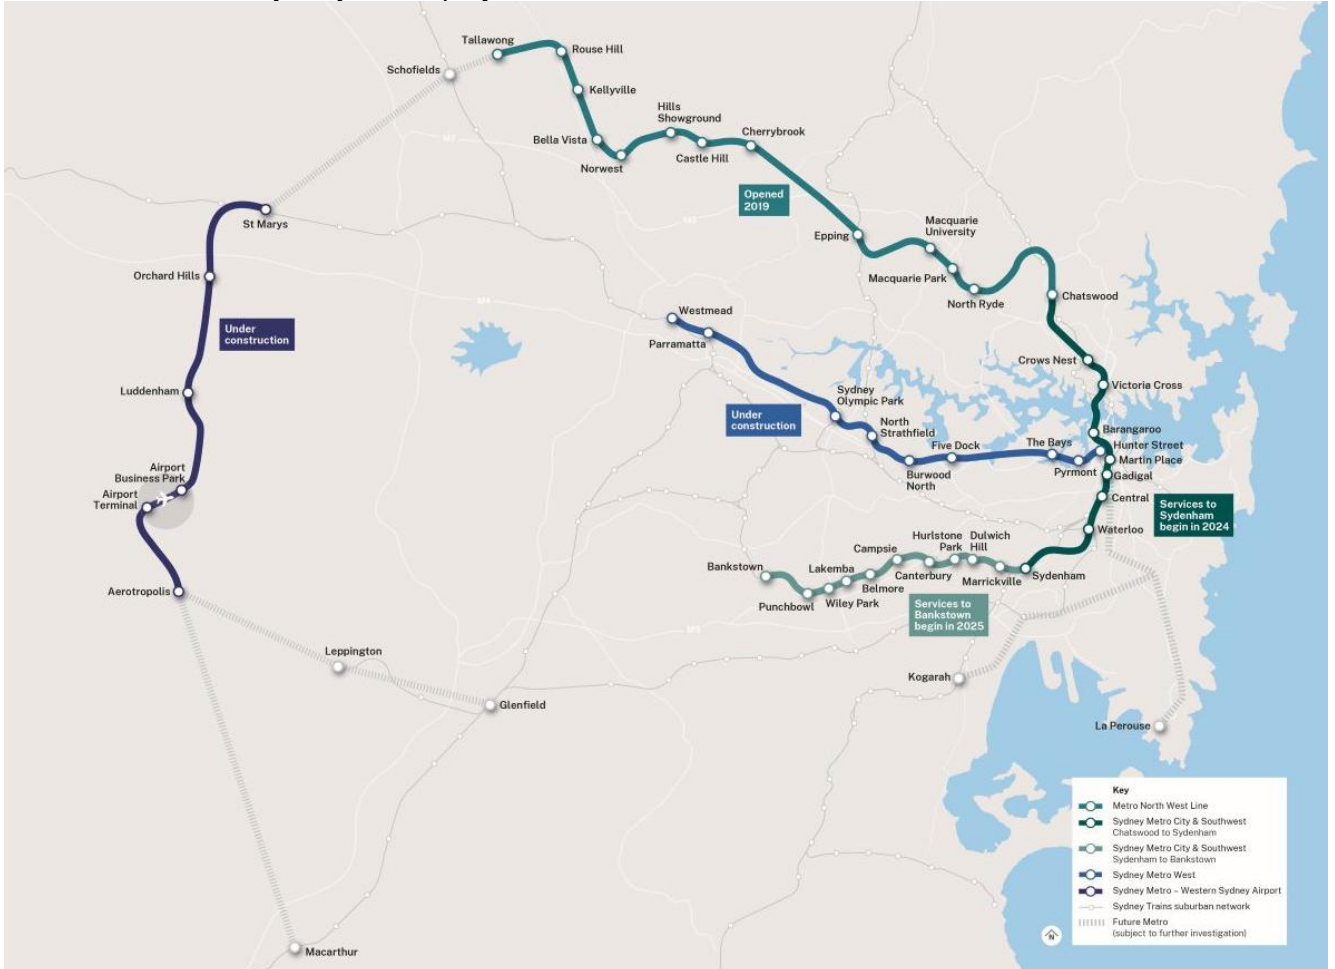 Tallawong
Rouse Hill
Schofields
Kellyville
Hills
Showground
Bella Vista
Cherrybrook
Castle Hill
Norwest
M7
Opened
2019
St Marys
Macquarie
University
Epping
Macquarie Park
North Ryde
Orchard Hills
Chatswood
M4
Westmead
Parramatta
Under
construction
Crows Nest
Victoria Cross
Luddenham
Sydney
Olympic Park
Under
construction
North
Strathfield
Five Dock
The Bays
Barangaroo
Hunter Street
Martin Place
Pyrmont
Gadigal
Burwood
North
Airport
Business Park
Airport
Terminal
Central
Services to
Sydenham
begin in 2024
Waterloo
Hurlstone
Park
Dulwich
Hill
Campsie
Bankstown
Lakemba
Canterbury
Marrickville
Sydenham
Belmore
Wiley Park
Punchbowl
Aerotropolis
Services to
Bankstown
begin in 2025
Leppington
Kogarah
Glenfield
La Perouse
Macarthur
Key
Metro North West Line
Sydney Metro City & Southwest
Chatswood to Sydenham
Sydney Metro City & Southwest
Sydenham to Bankstown
Sydney Metro West
Sydney Metro – Western Sydney Airport
Sydney Trains suburban network
Future Metro
(subject to further investigation)
N